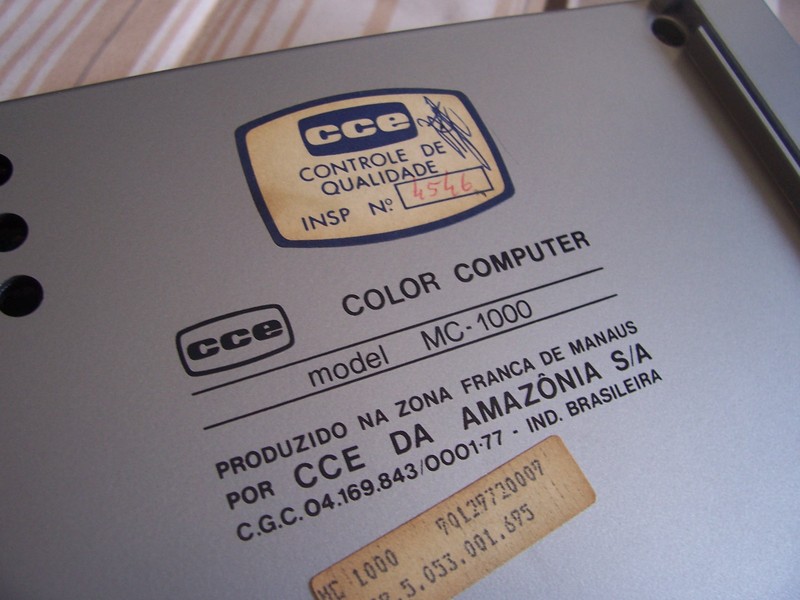 cce
CONTROLE DE
QUALIDADE
INSP Nº 4546
cce COLOR COMPUTER
model MC-1000
PRODUZIDO NA ZONA FRANCA DE MANAUS
POR CCE DA AMAZÔNIA S/A
C.G.C. 04.169.843/0001-77 - IND. BRASILEIRA
MC 1000 70129720007
.5.053.001.695